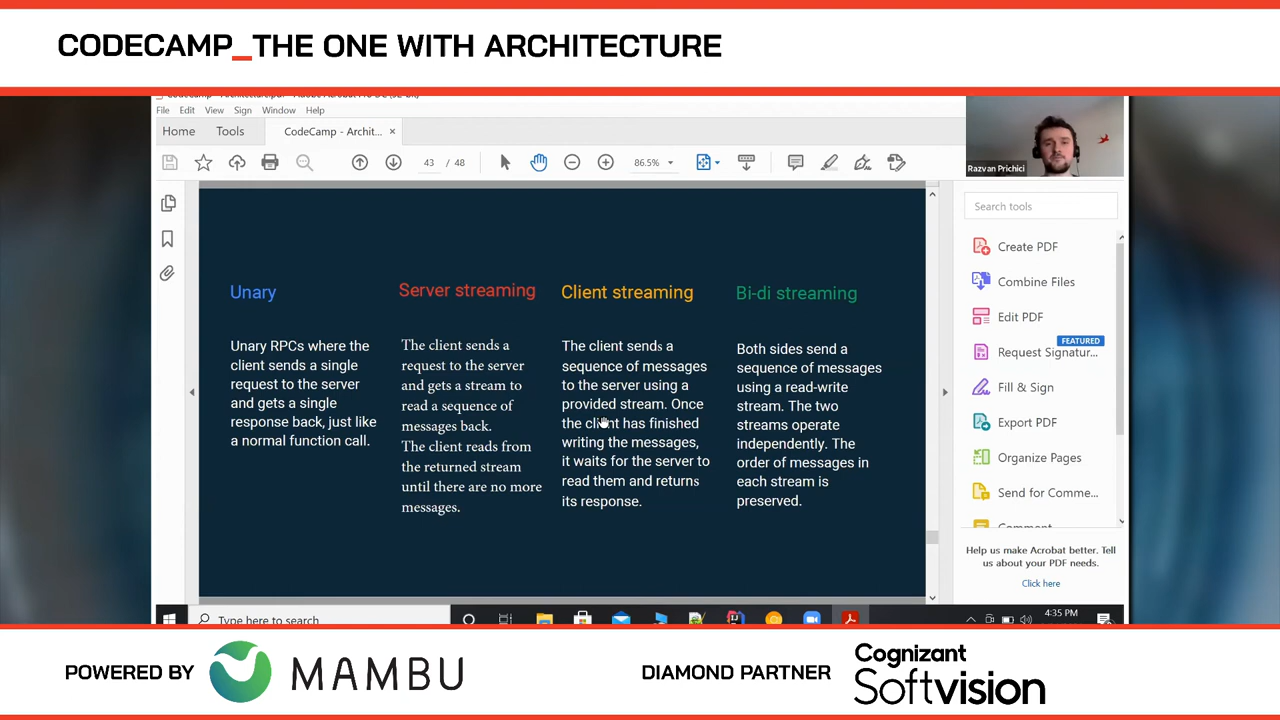 CODECAMP_THE ONE WITH ARCHITECTURE
File Edit View Sign Window Help
Home Tools CodeCamp - Archit... ×
43 / 48 86.5%
Razvan Prichici
Search tools
Create PDF
Combine Files
Edit PDF
FEATURED
Request Signatur...
Fill & Sign
Export PDF
Organize Pages
Send for Comme...
Comment
Help us make Acrobat better. Tell
us about your PDF needs.
Click here
Unary
Unary RPCs where the
client sends a single
request to the server
and gets a single
response back, just like
a normal function call.
Server streaming
The client sends a
request to the server
and gets a stream to
read a sequence of
messages back.
The client reads from
the returned stream
until there are no more
messages.
Client streaming
The client sends a
sequence of messages
to the server using a
provided stream. Once
the client has finished
writing the messages,
it waits for the server to
read them and returns
its response.
Bi-di streaming
Both sides send a
sequence of messages
using a read-write
stream. The two
streams operate
independently. The
order of messages in
each stream is
preserved.
Type here to search
4:35 PM
POWERED BY MAMBU
DIAMOND PARTNER
Cognizant
Softvision